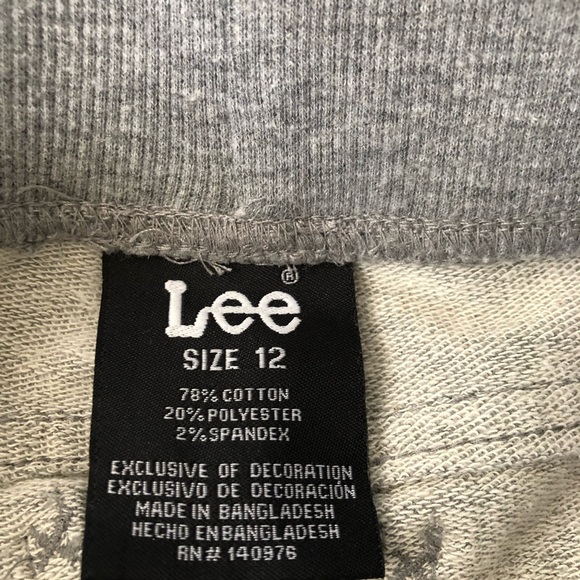 Lee®
SIZE 12
78% COTTON
20% POLYESTER
2% SPANDEX
EXCLUSIVE OF DECORATION
EXCLUSIVO DE DECORACIÓN
MADE IN BANGLADESH
HECHO EN BANGLADESH
RN# 140976